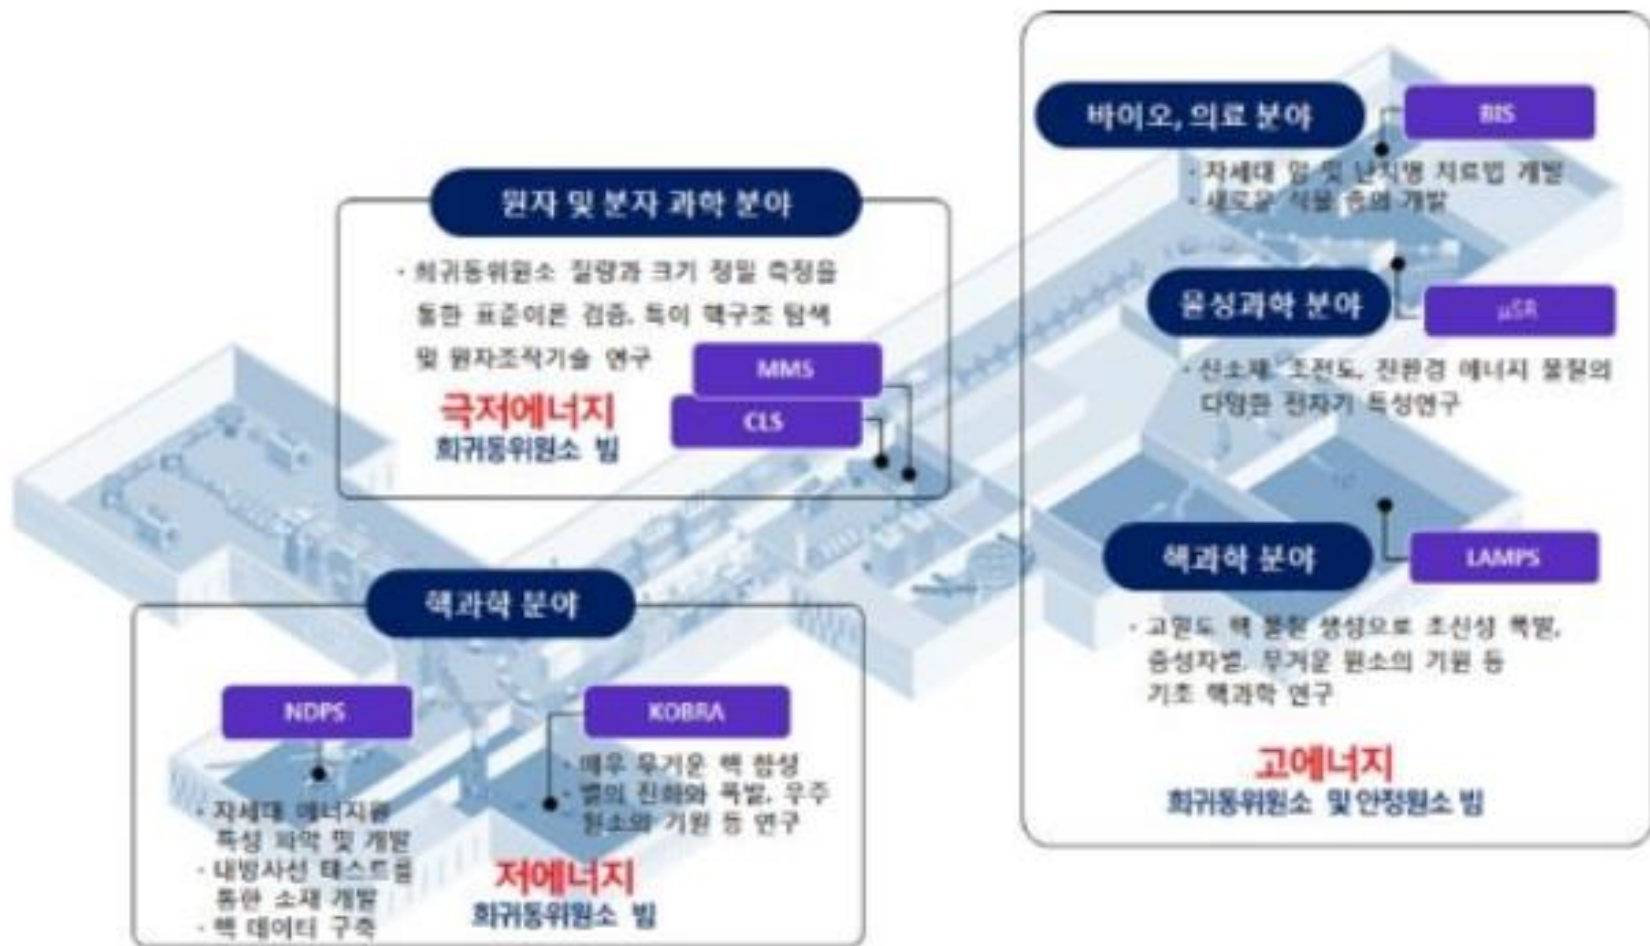 원자 및 분자 과학 분야
· 희귀동위원소 질량과 크기 정밀 측정을
통한 표준이론 검증, 특이 핵구조 탐색
및 원자조작기술 연구
MMS
CLS
극저에너지
희귀동위원소 빔
핵과학 분야
NDPS
· 차세대 에너지원
특성 파악 및 개발
· 내방사선 테스트를
통한 소재 개발
· 핵 데이터 구축
KOBRA
· 매우 무거운 핵 합성
· 별의 진화와 폭발, 우주
원소의 기원 등 연구
저에너지
희귀동위원소 빔
바이오, 의료 분야
BIS
· 차세대 암 및 난치병 치료법 개발
· 새로운 식물 종의 개발
물성과학 분야
μSR
· 신소재, 초전도, 친환경 에너지 물질의
다양한 전자기 특성연구
핵과학 분야
LAMPS
· 고밀도 핵 물질 생성으로 초신성 폭발,
중성자별, 무거운 원소의 기원 등
기초 핵과학 연구
고에너지
희귀동위원소 및 안정원소 빔